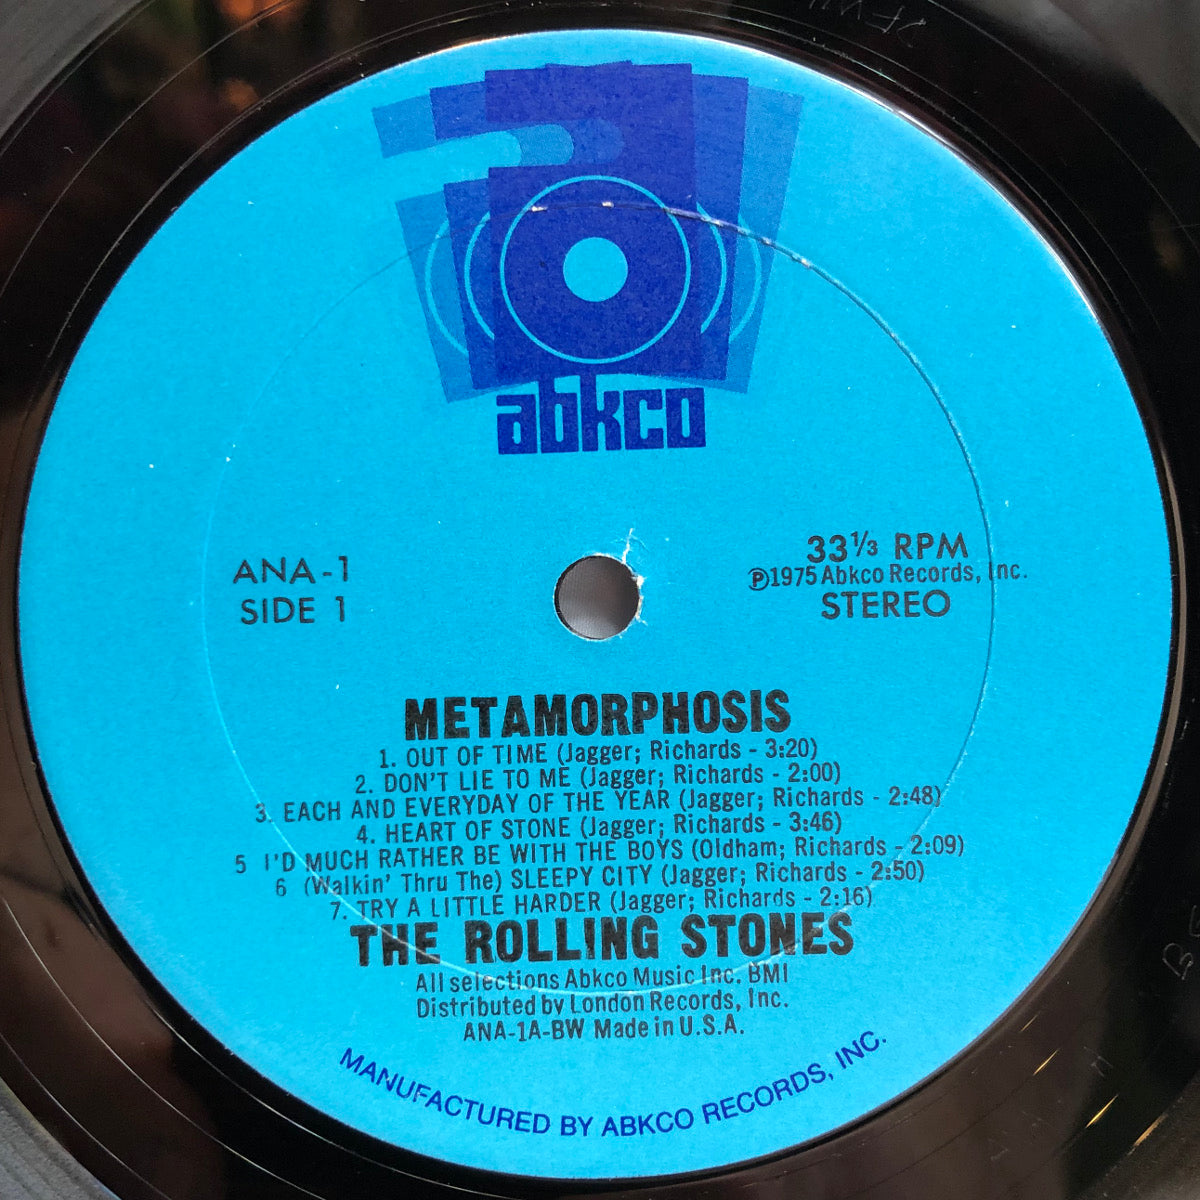 abkco
ANA-1
SIDE 1
33⅓ RPM
℗1975 Abkco Records, Inc.
STEREO
METAMORPHOSIS
1. OUT OF TIME (Jagger; Richards - 3:20)
2. DON'T LIE TO ME (Jagger; Richards - 2:00)
3. EACH AND EVERYDAY OF THE YEAR (Jagger; Richards - 2:48)
4. HEART OF STONE (Jagger; Richards - 3:46)
5 I'D MUCH RATHER BE WITH THE BOYS (Oldham; Richards - 2:09)
6 (Walkin' Thru The) SLEEPY CITY (Jagger; Richards - 2:50)
7. TRY A LITTLE HARDER (Jagger; Richards - 2:16)
THE ROLLING STONES
All selections Abkco Music Inc. BMI
Distributed by London Records, Inc.
ANA-1A-BW Made in U.S.A.
MANUFACTURED BY ABKCO RECORDS, INC.